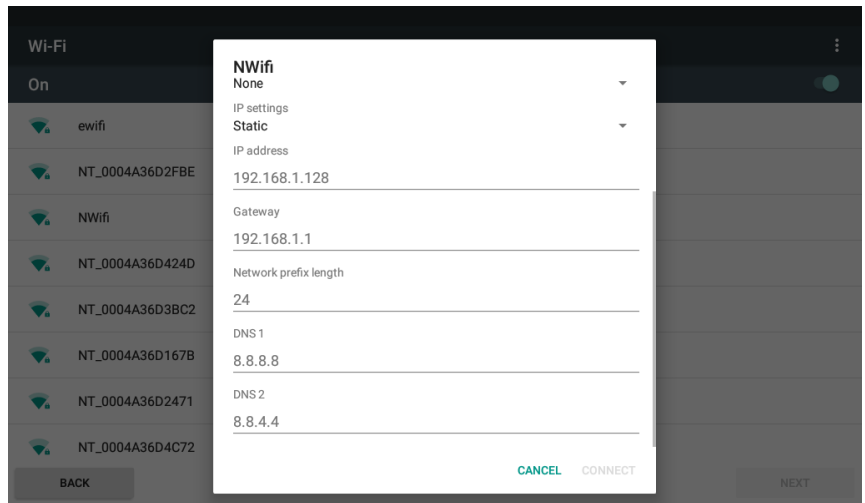 Wi-Fi
On
ewifi
NT_0004A36D2FBE
NWifi
NT_0004A36D424D
NT_0004A36D3BC2
NT_0004A36D167B
NT_0004A36D2471
NT_0004A36D4C72
BACK
NWifi
None
IP settings
Static
IP address
192.168.1.128
Gateway
192.168.1.1
Network prefix length
24
DNS 1
8.8.8.8
DNS 2
8.8.4.4
CANCEL CONNECT
NEXT